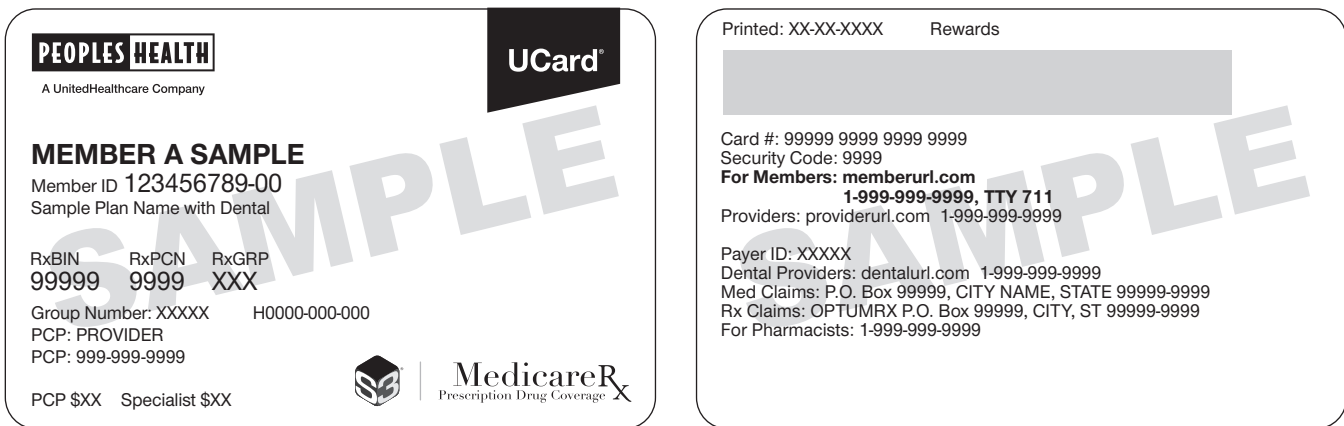 PEOPLES HEALTH
A UnitedHealthcare Company
UCard®
MEMBER A SAMPLE
Member ID 123456789-00
Sample Plan Name with Dental
RxBIN RxPCN RxGRP
99999 9999 XXX
Group Number: XXXXX H0000-000-000
PCP: PROVIDER
PCP: 999-999-9999
PCP $XX Specialist $XX
S3
MedicareRx
Prescription Drug Coverage
SAMPLE
Printed: XX-XX-XXXX Rewards
Card #: 99999 9999 9999 9999
Security Code: 9999
For Members: memberurl.com
1-999-999-9999, TTY 711
Providers: providerurl.com 1-999-999-9999
Payer ID: XXXXX
Dental Providers: dentalurl.com 1-999-999-9999
Med Claims: P.O. Box 99999, CITY NAME, STATE 99999-9999
Rx Claims: OPTUMRX P.O. Box 99999, CITY, ST 99999-9999
For Pharmacists: 1-999-999-9999
SAMPLE